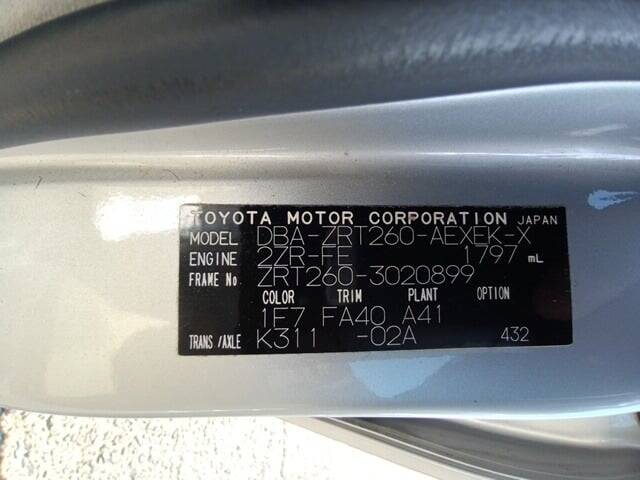 TOYOTA MOTOR CORPORATION JAPAN
MODEL DBA-ZRT260-AEXEK-X
ENGINE 2ZR-FE 1797 mL
FRAME No. ZRT260-3020899
COLOR TRIM PLANT OPTION
1E7 FA40 A41
TRANS/AXLE K311 -02A 432